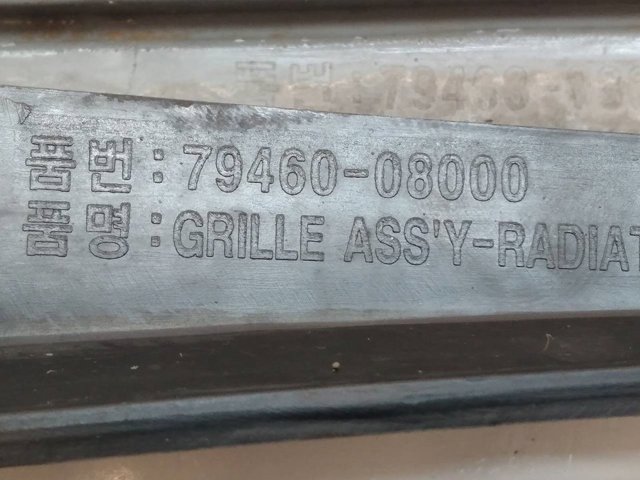 품 번 : 79460-08000
품 명 : GRILLE ASS'Y-RADIAT